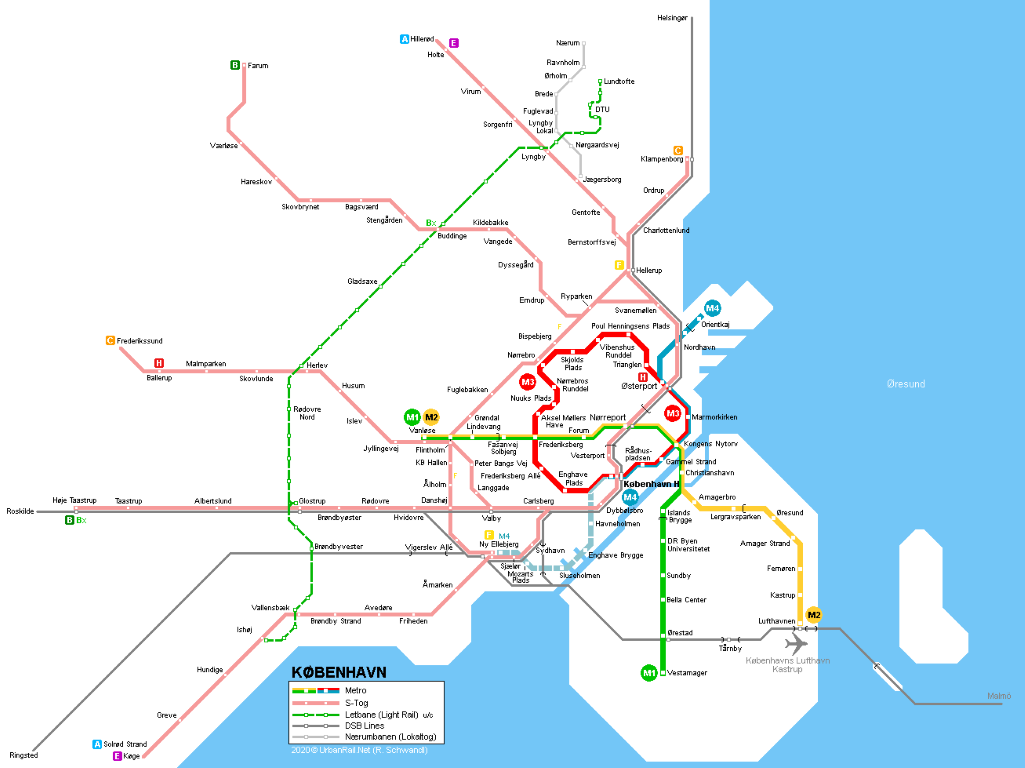 Helsingør
A Hillerød E
Holte
Nærum
B Farum
Ravnholm
Ørholm
Lundtofte
Virum
Brede
Fuglevad
DTU
Sorgenfri
Lyngby
Lokal
Værløse
Nørgaardsvej
Lyngby
C
Klampenborg
Hareskov
Jægersborg
Ordrup
Skovbrynet
Bagsværd
Gentofte
Stengården
Bx
Kildebakke
Buddinge
Vangede
Bernstorffsvej
Charlottenlund
Dyssegård
F
Hellerup
Gladsaxe
Emdrup
Ryparken
Svanemøllen
M4
Orientkaj
F
Poul Henningsens Plads
C Frederikssund
Bispebjerg
Vibenshus
Runddel
Nordhavn
Nørrebro
Skjolds
Plads
Trianglen
H
Malmparken
Herlev
Ballerup
Skovlunde
M3
Nørrebros
Runddel
H
Østerport
Øresund
Husum
Fuglebakken
Nuuks Plads
Rødovre
Nord
M1 M2
Grøndal
Lindevang
Aksel Møllers
Have
Nørreport
M3
Marmorkirken
Islev
Vanløse
Forum
Jyllingevej
Flintholm
Fasanvej
Solbjerg
Frederiksberg
Vesterport
Rådhus-
pladsen
Kongens Nytorv
KB Hallen
Peter Bangs Vej
Gammel Strand
Frederiksberg Allé
Christianshavn
Ålholm
F
Langgade
Enghave
Plads
København H
M4
Høje Taastrup
Taastrup
Albertslund
Glostrup
Rødovre
Danshøj
Carlsberg
Amagerbro
Roskilde
B Bx
Brøndbyøster
Hvidovre
Valby
Dybbølsbro
Islands
Brygge
Lergravsparken
Øresund
Havneholmen
F M4
Ny Ellebjerg
DR Byen
Universitetet
Amager Strand
Brøndbyvester
Vigerslev Allé
Sydhavn
Enghave Brygge
Sjælør
Mozarts
Plads
Sluseholmen
Femøren
Sundby
Åmarken
Kastrup
Bella Center
Vallensbæk
Avedøre
Brøndby Strand
Friheden
M2
Lufthavnen
Ishøj
Ørestad
Tårnby
Københavns Lufthavn
Kastrup
Hundige
M1 Vestamager
Malmö
KØBENHAVN
Metro
S-Tog
Letbane (Light Rail) u/c
DSB Lines
Nærumbanen (Lokaltog)
2020© UrbanRail.Net (R. Schwandl)
Greve
A Solrød Strand
E Køge
Ringsted